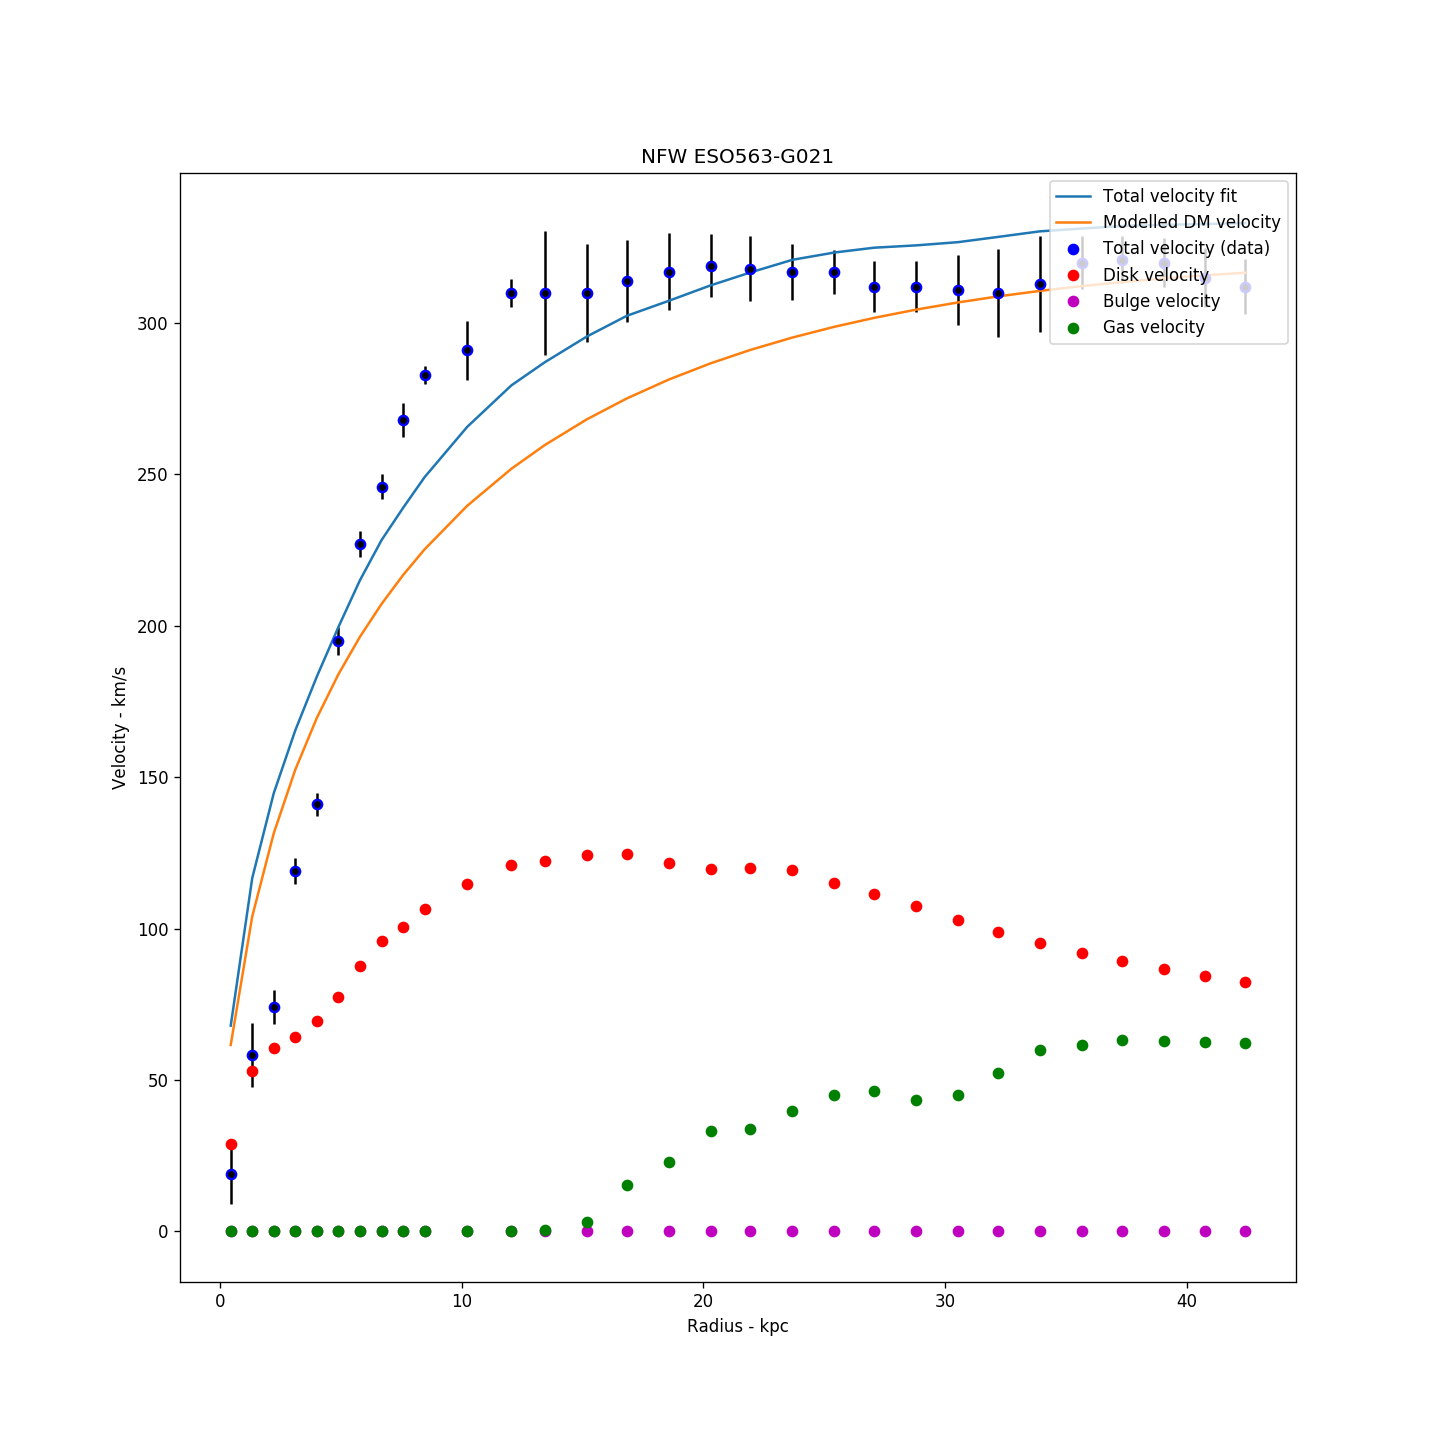 NFW ESO563-G021
Total velocity fit
Modelled DM velocity
Total velocity (data)
Disk velocity
Bulge velocity
Gas velocity
300
250
200
150
100
50
0
Velocity - km/s
0 10 20 30 40
Radius - kpc